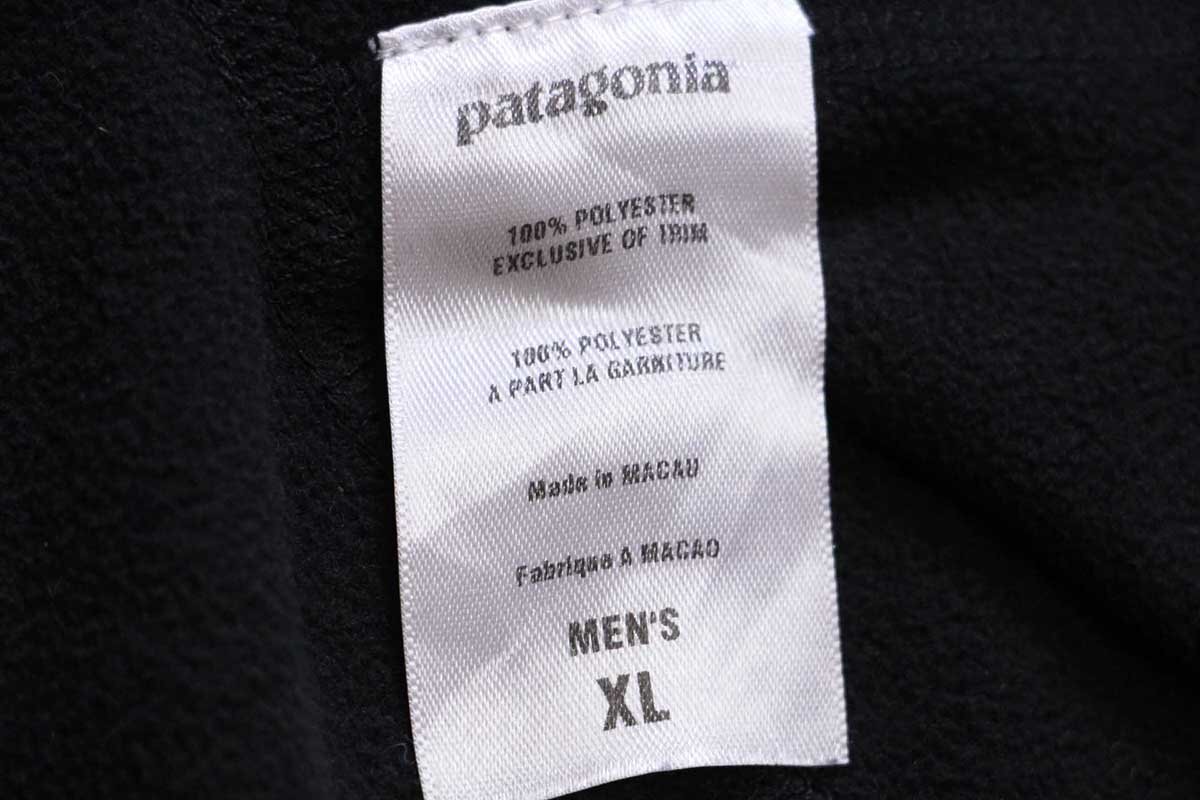 patagonia
100% POLYESTER
EXCLUSIVE OF TRIM
100% POLYESTER
A PART LA GARNITURE
Made in MACAU
Fabrique A MACAO
MEN'S
XL